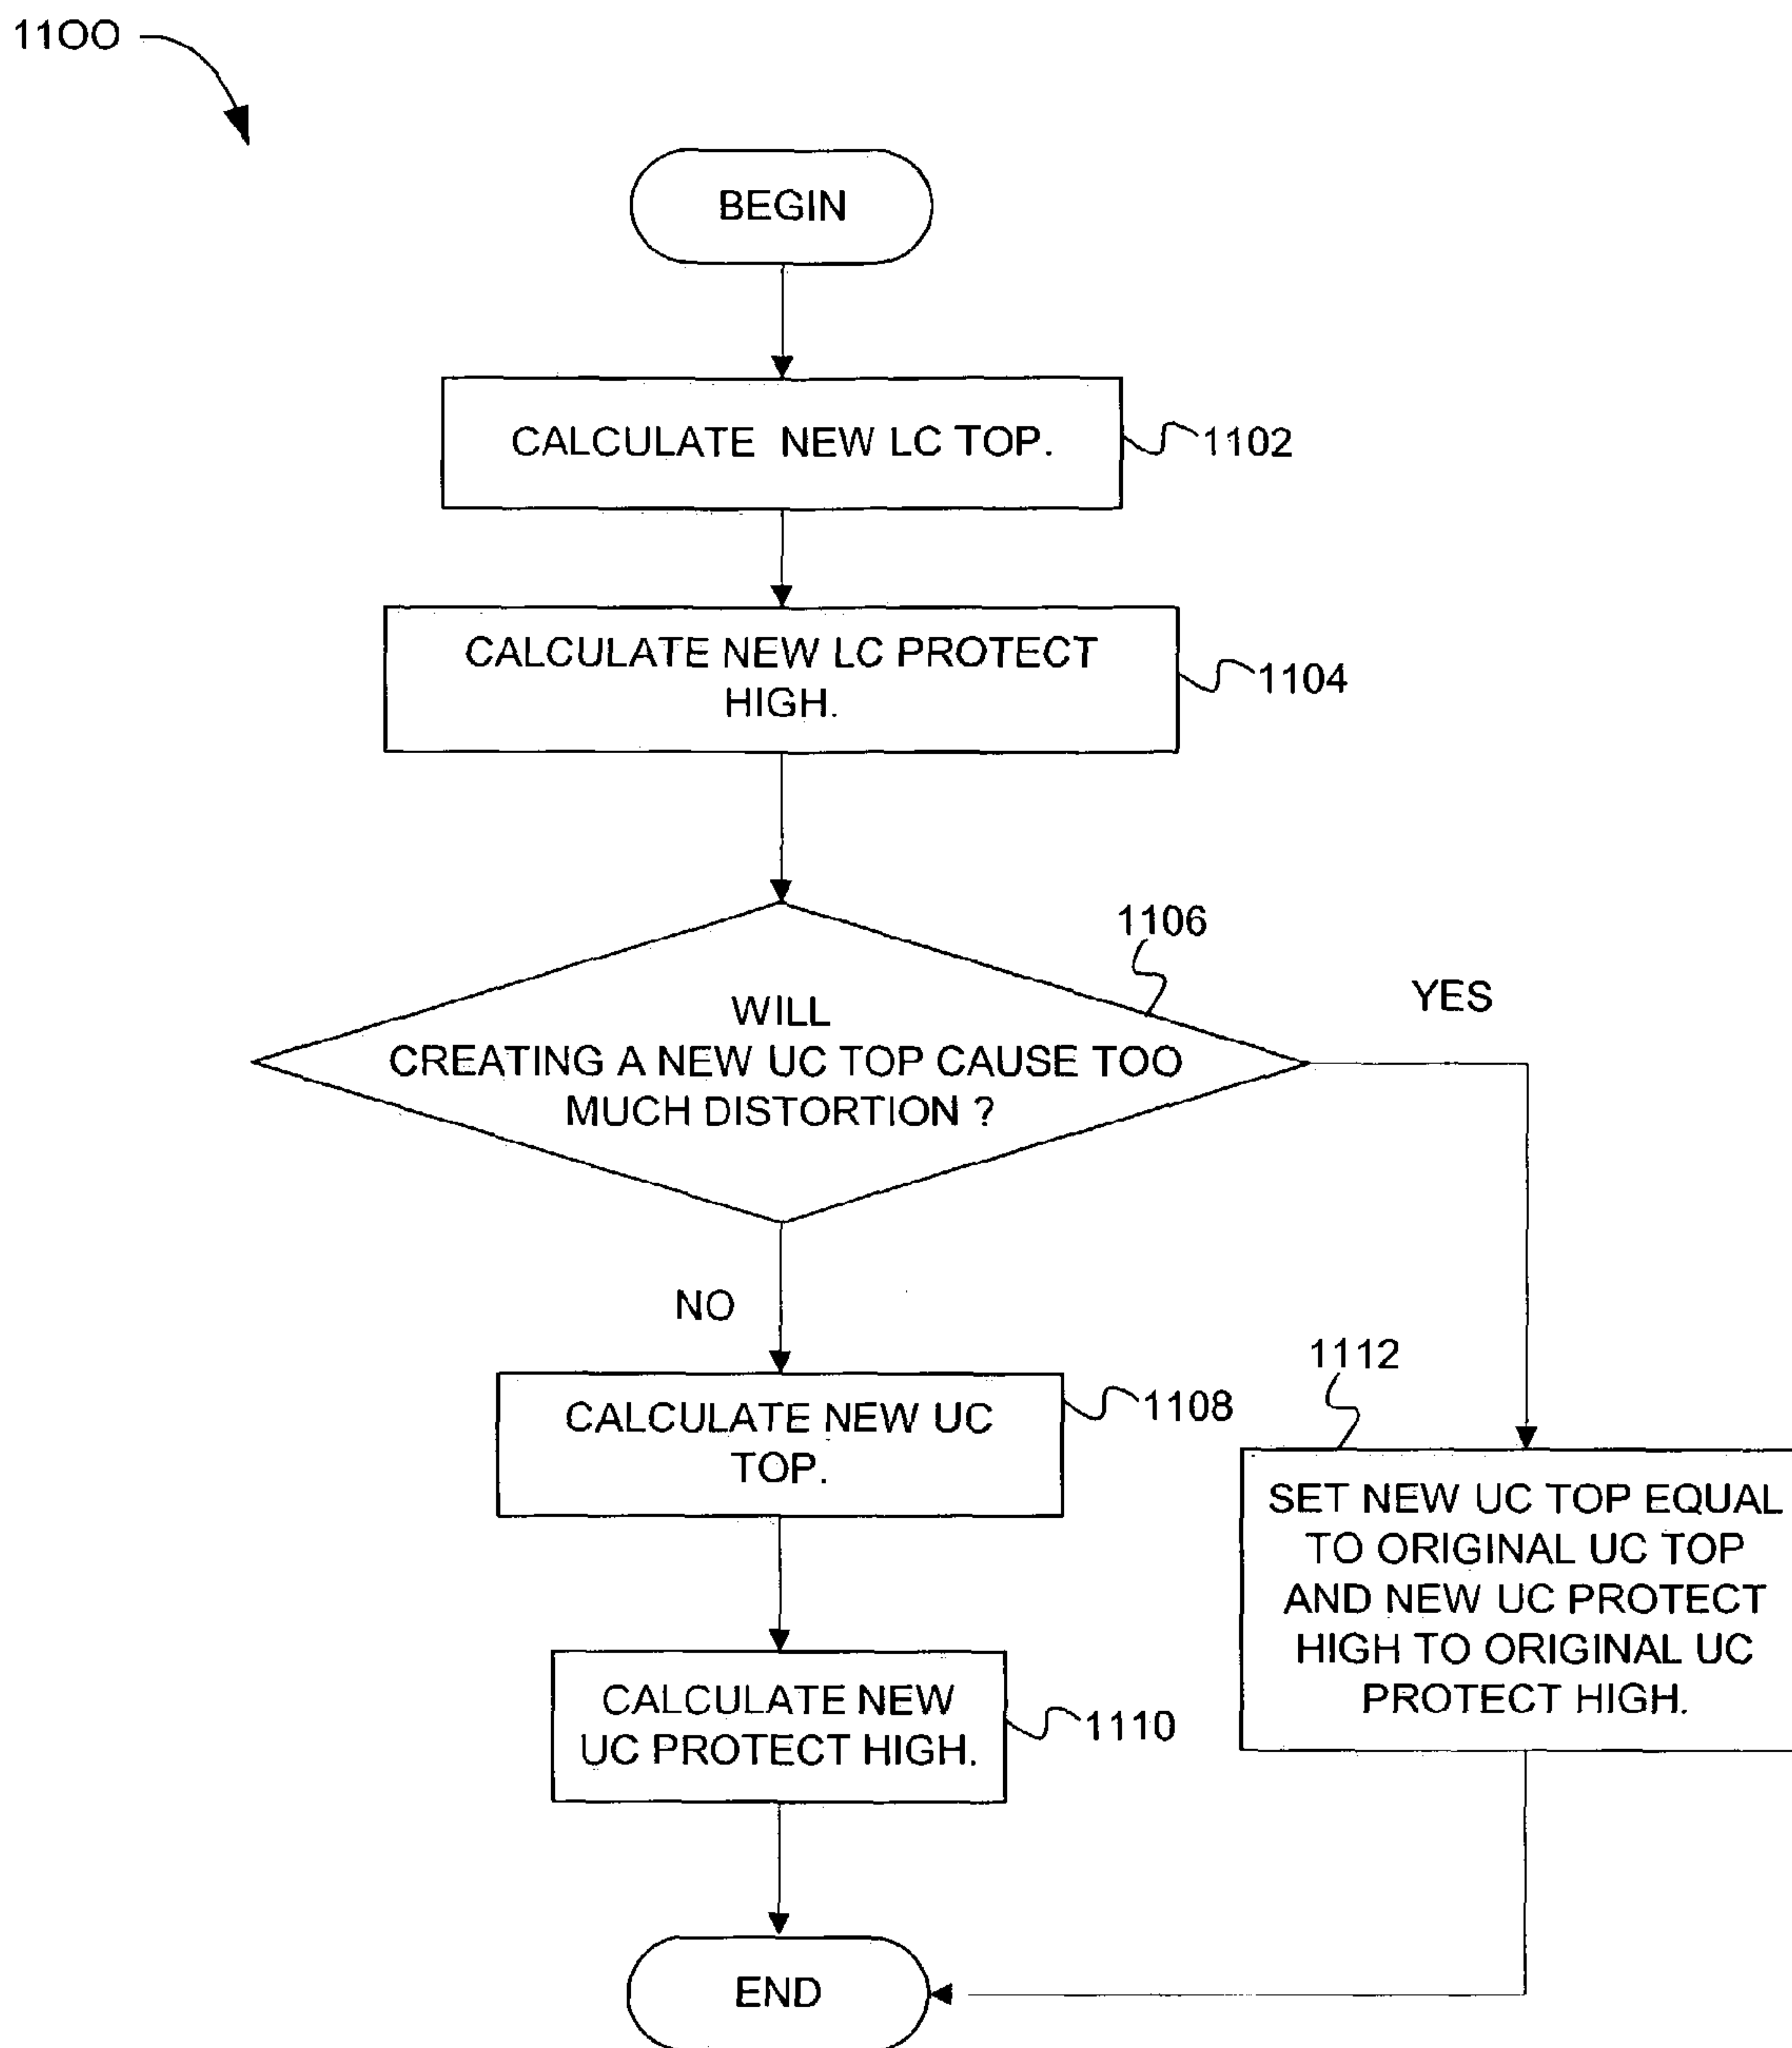 1100
BEGIN
CALCULATE NEW LC TOP.
1102
CALCULATE NEW LC PROTECT
HIGH.
1104
1106
WILL
CREATING A NEW UC TOP CAUSE TOO
MUCH DISTORTION ?
YES
NO
CALCULATE NEW UC
TOP.
1108
1112
SET NEW UC TOP EQUAL
TO ORIGINAL UC TOP
AND NEW UC PROTECT
HIGH TO ORIGINAL UC
PROTECT HIGH.
CALCULATE NEW
UC PROTECT HIGH.
1110
END